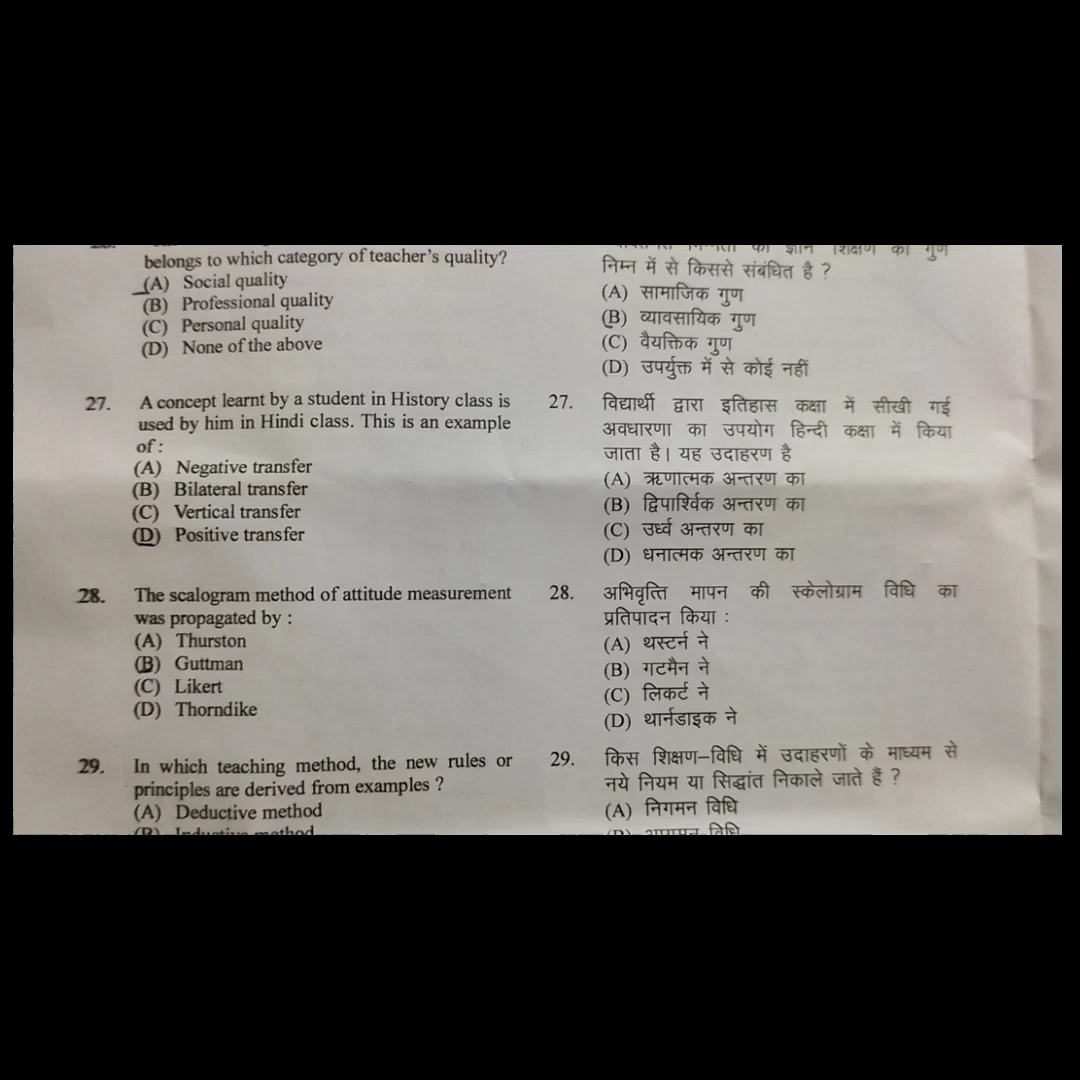 belongs to which category of teacher's quality?
(A) Social quality
(B) Professional quality
(C) Personal quality
(D) None of the above
27. A concept learnt by a student in History class is
used by him in Hindi class. This is an example
of :
(A) Negative transfer
(B) Bilateral transfer
(C) Vertical transfer
(D) Positive transfer
28. The scalogram method of attitude measurement
was propagated by :
(A) Thurston
(B) Guttman
(C) Likert
(D) Thorndike
29. In which teaching method, the new rules or
principles are derived from examples ?
(A) Deductive method
(B) Inductive method
का ज्ञान शिक्षण का गुण
निम्न में से किससे संबंधित है ?
(A) सामाजिक गुण
(B) व्यावसायिक गुण
(C) वैयक्तिक गुण
(D) उपर्युक्त में से कोई नहीं
27. विद्यार्थी द्वारा इतिहास कक्षा में सीखी गई
अवधारणा का उपयोग हिन्दी कक्षा में किया
जाता है। यह उदाहरण है
(A) ऋणात्मक अन्तरण का
(B) द्विपार्श्विक अन्तरण का
(C) उर्ध्व अन्तरण का
(D) धनात्मक अन्तरण का
28. अभिवृत्ति मापन की स्केलोग्राम विधि का
प्रतिपादन किया :
(A) थस्टर्न ने
(B) गटमैन ने
(C) लिकर्ट ने
(D) थार्नडाइक ने
29. किस शिक्षण–विधि में उदाहरणों के माध्यम से
नये नियम या सिद्धांत निकाले जाते हैं ?
(A) निगमन विधि
(B) आगमन विधि